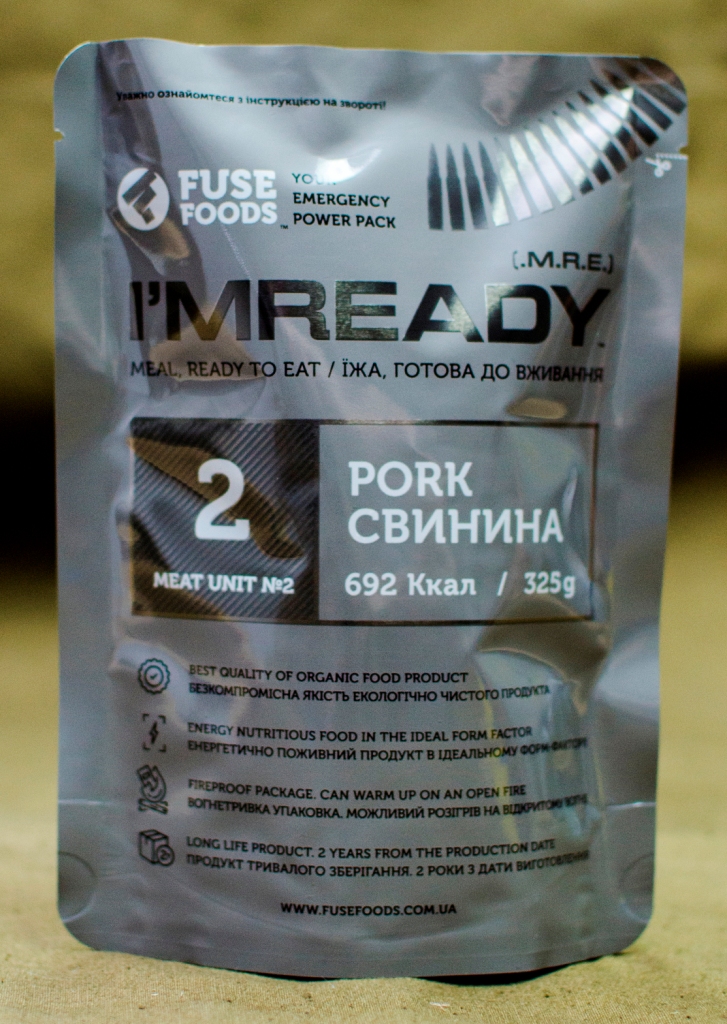 Уважно ознайомтеся з інструкцією на звороті!
FUSE FOODS™
YOUR EMERGENCY POWER PACK
(.M.R.E.)
I'MREADY™
MEAL, READY TO EAT / ЇЖА, ГОТОВА ДО ВЖИВАННЯ
2
MEAT UNIT №2
PORK
СВИНИНА
692 Ккал / 325g
BEST QUALITY OF ORGANIC FOOD PRODUCT
БЕЗКОМПРОМІСНА ЯКІСТЬ ЕКОЛОГІЧНО ЧИСТОГО ПРОДУКТА
ENERGY NUTRITIOUS FOOD IN THE IDEAL FORM FACTOR
ЕНЕРГЕТИЧНО ПОЖИВНИЙ ПРОДУКТ В ІДЕАЛЬНОМУ ФОРМ-ФАКТОРІ
FIREPROOF PACKAGE. CAN WARM UP ON AN OPEN FIRE
ВОГНЕТРИВКА УПАКОВКА. МОЖЛИВИЙ РОЗІГРІВ НА ВІДКРИТОМУ ВОГНІ
LONG LIFE PRODUCT. 2 YEARS FROM THE PRODUCTION DATE
ПРОДУКТ ТРИВАЛОГО ЗБЕРІГАННЯ. 2 РОКИ З ДАТИ ВИГОТОВЛЕННЯ
WWW.FUSEFOODS.COM.UA